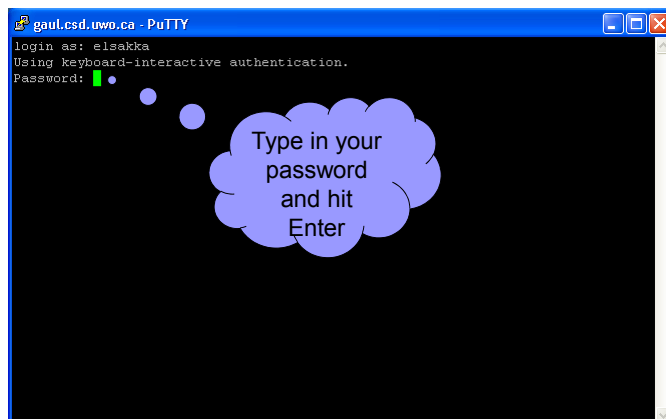 gaul.csd.uwo.ca - PuTTY
login as: elsakka
Using keyboard-interactive authentication.
Password:
Type in your
password
and hit
Enter